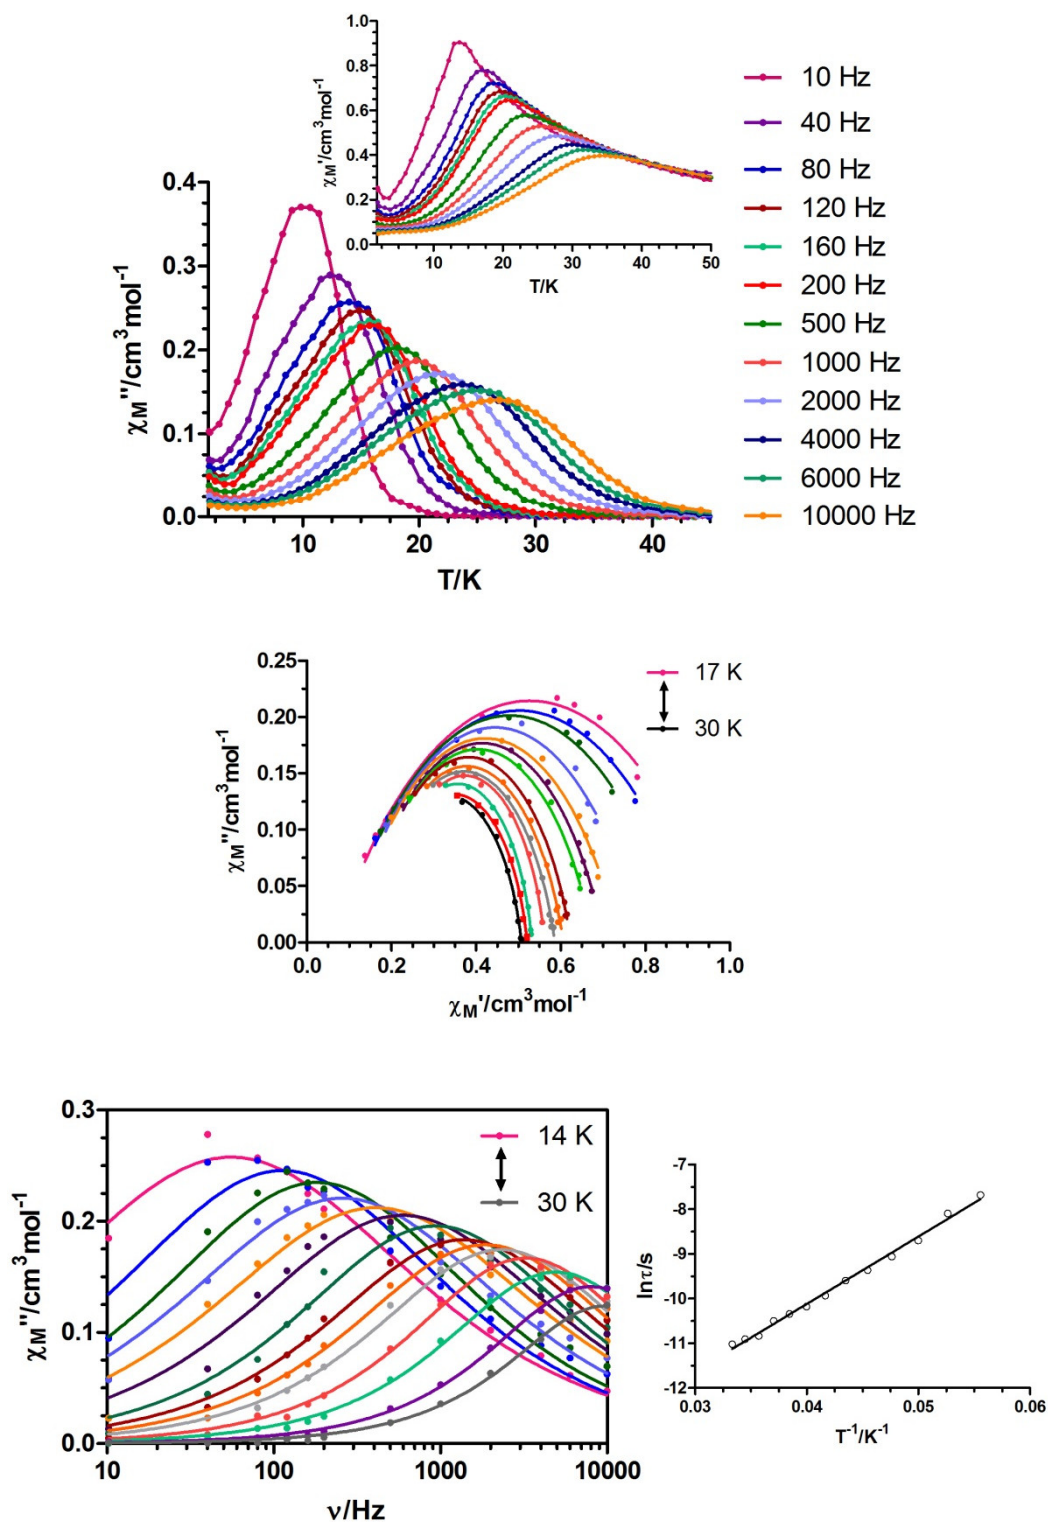 1.0
0.8
0.6
0.4
0.2
0.0
χM'/cm3mol-1
10 20 30 40 50
T/K
10 Hz
40 Hz
80 Hz
120 Hz
160 Hz
200 Hz
500 Hz
1000 Hz
2000 Hz
4000 Hz
6000 Hz
10000 Hz
0.4
0.3
0.2
0.1
0.0
χM''/cm3mol-1
10 20 30 40
T/K
0.25
0.20
0.15
0.10
0.05
0.00
χM''/cm3mol-1
17 K
30 K
0.0 0.2 0.4 0.6 0.8 1.0
χM'/cm3mol-1
0.3
0.2
0.1
0.0
χM''/cm3mol-1
14 K
30 K
10 100 1000 10000
ν/Hz
-7
-8
-9
-10
-11
-12
lnτ/s
0.03 0.04 0.05 0.06
T-1/K-1